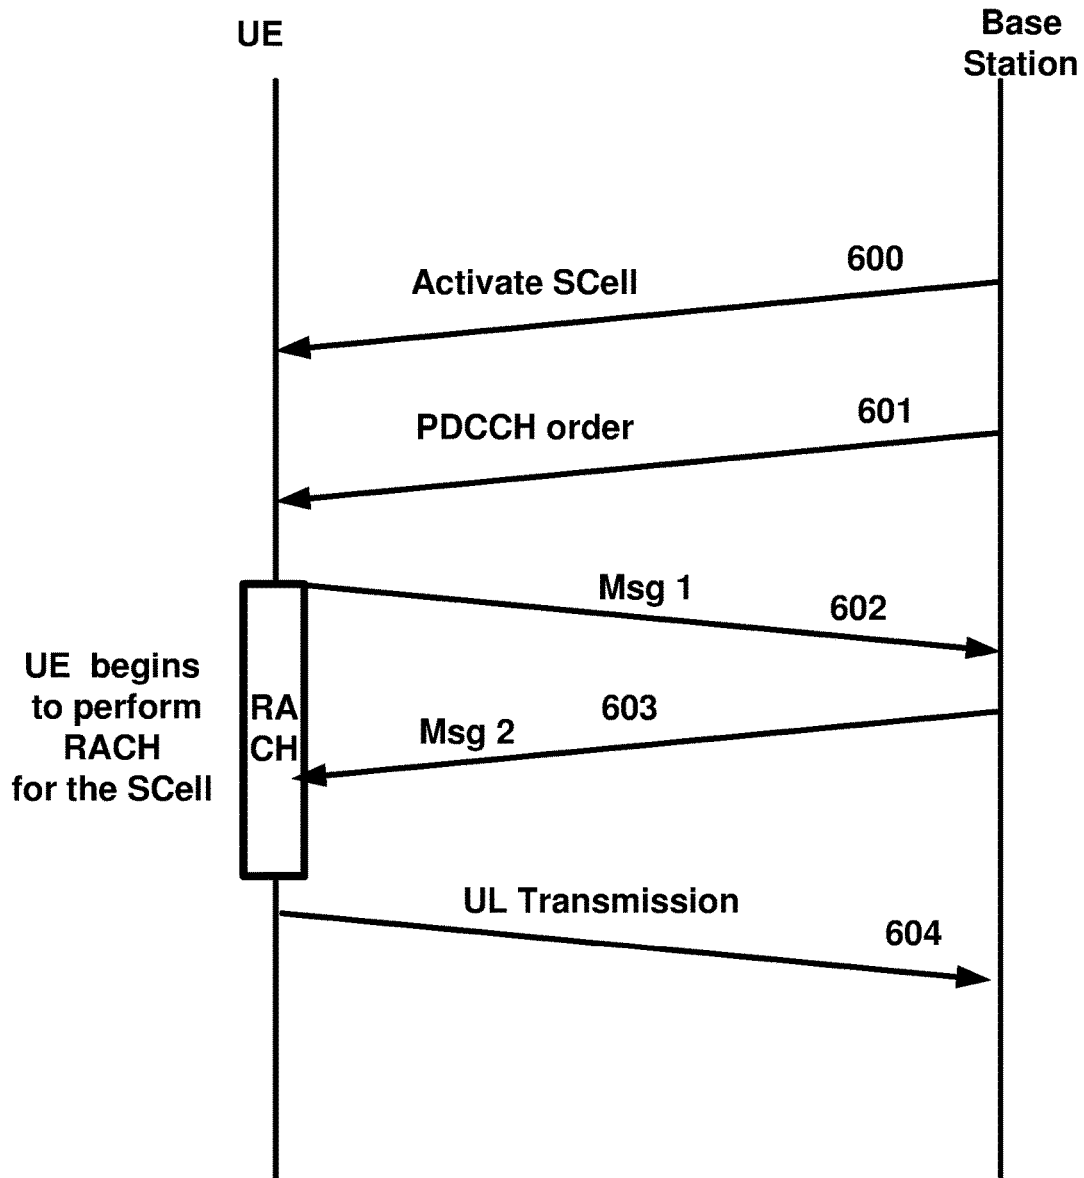 UE
Base
Station
600
Activate SCell
601
PDCCH order
Msg 1
602
UE begins
to perform
RACH
for the SCell
RA
CH
603
Msg 2
UL Transmission
604